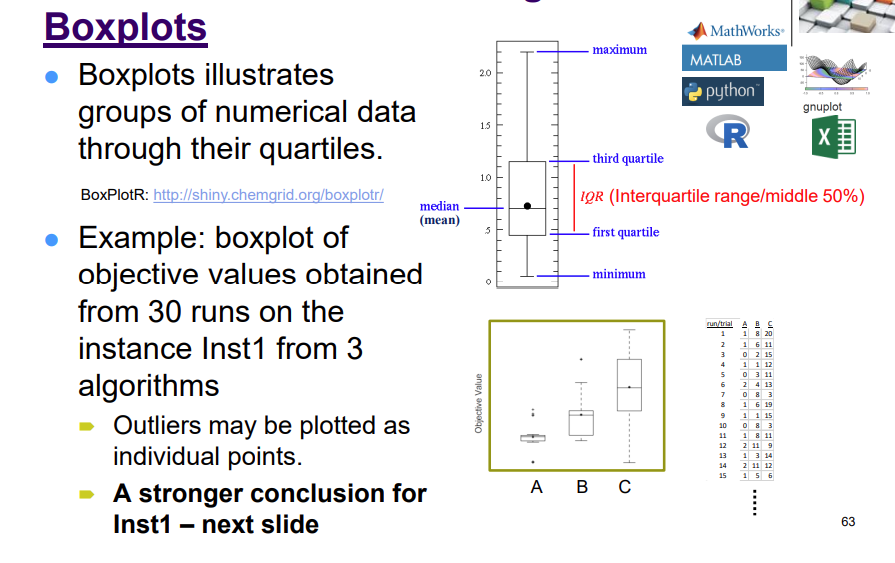 Boxplots
Boxplots illustrates
groups of numerical data
through their quartiles.
BoxPlotR: http://shiny.chemgrid.org/boxplotr/
Example: boxplot of
objective values obtained
from 30 runs on the
instance Inst1 from 3
algorithms
Outliers may be plotted as
individual points.
A stronger conclusion for
Inst1 – next slide
maximum
2.0
1.5
third quartile
1.0
IQR (Interquartile range/middle 50%)
median
(mean)
.5
first quartile
minimum
0
MathWorks®
MATLAB
python™
gnuplot
R
X
Objective Value
A B C
run/trial A B C
1 1 8 20
2 1 6 11
3 0 2 15
4 1 1 12
5 0 3 11
6 2 4 13
7 0 8 3
8 1 6 19
9 1 1 15
10 0 8 3
11 1 8 11
12 2 11 9
13 1 3 14
14 2 11 12
15 1 5 6
63